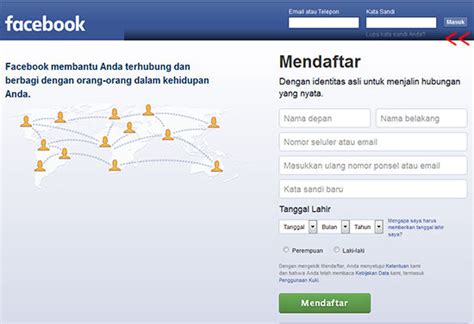 facebook
Email atau Telepon
Kata Sandi
Masuk
Lupa kata sandi Anda?
Facebook membantu Anda terhubung dan
berbagi dengan orang-orang dalam kehidupan
Anda.
Mendaftar
Dengan identitas asli untuk menjalin hubungan
yang nyata.
Nama depan
Nama belakang
Nomor seluler atau email
Masukkan ulang nomor ponsel atau email
Kata sandi baru
Tanggal Lahir
Tanggal
Bulan
Tahun
Mengapa saya harus
memberikan tanggal lahir
saya?
Perempuan
Laki-laki
Dengan mengeklik Mendaftar, Anda menyetujui Ketentuan kami
dan bahwa Anda telah membaca Kebijakan Data kami, termasuk
Penggunaan Kuki.
Mendaftar